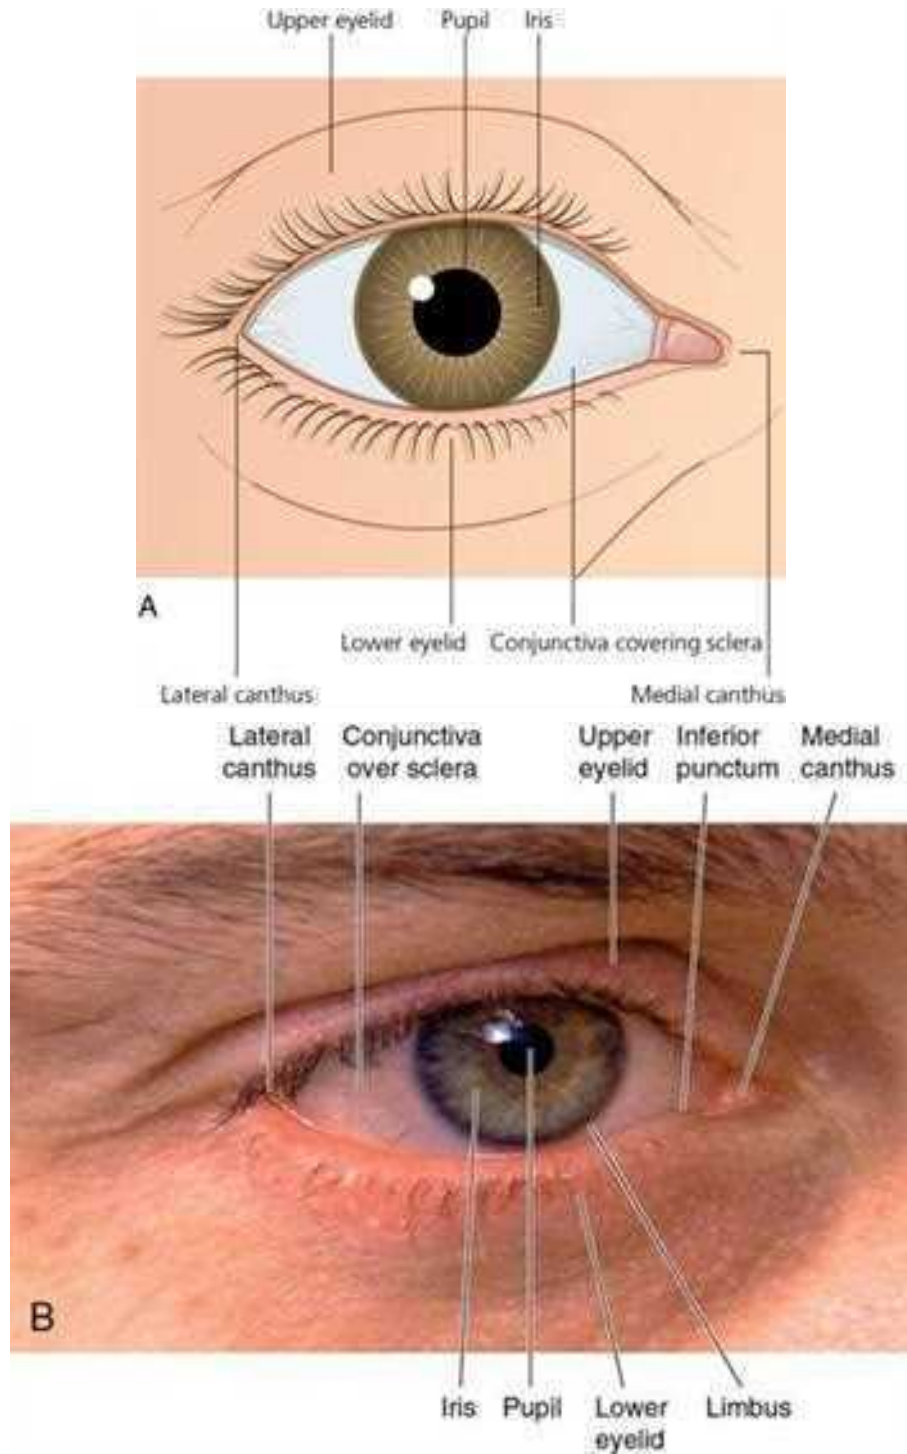 Upper eyelid Pupil Iris
A
Lower eyelid Conjunctiva covering sclera
Lateral canthus Medial canthus
Lateral canthus
Conjunctiva over sclera
Upper eyelid
Inferior punctum
Medial canthus
B
Iris Pupil Lower eyelid Limbus